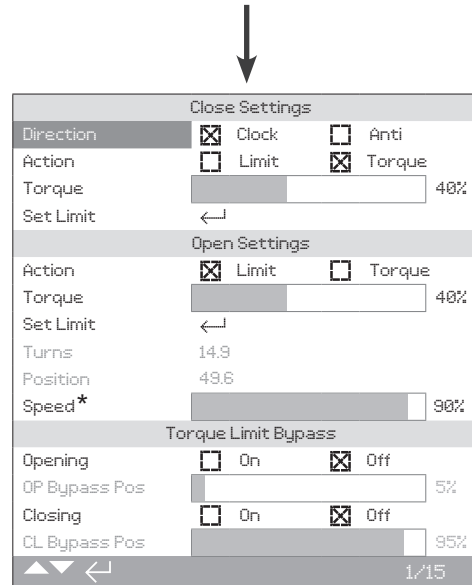 Close Settings
Direction Clock Anti
Action Limit Torque
Torque 40%
Set Limit
Open Settings
Action Limit Torque
Torque 40%
Set Limit
Turns 14.9
Position 49.6
Speed* 90%
Torque Limit Bypass
Opening On Off
OP Bypass Pos 5%
Closing On Off
CL Bypass Pos 95%
1/15